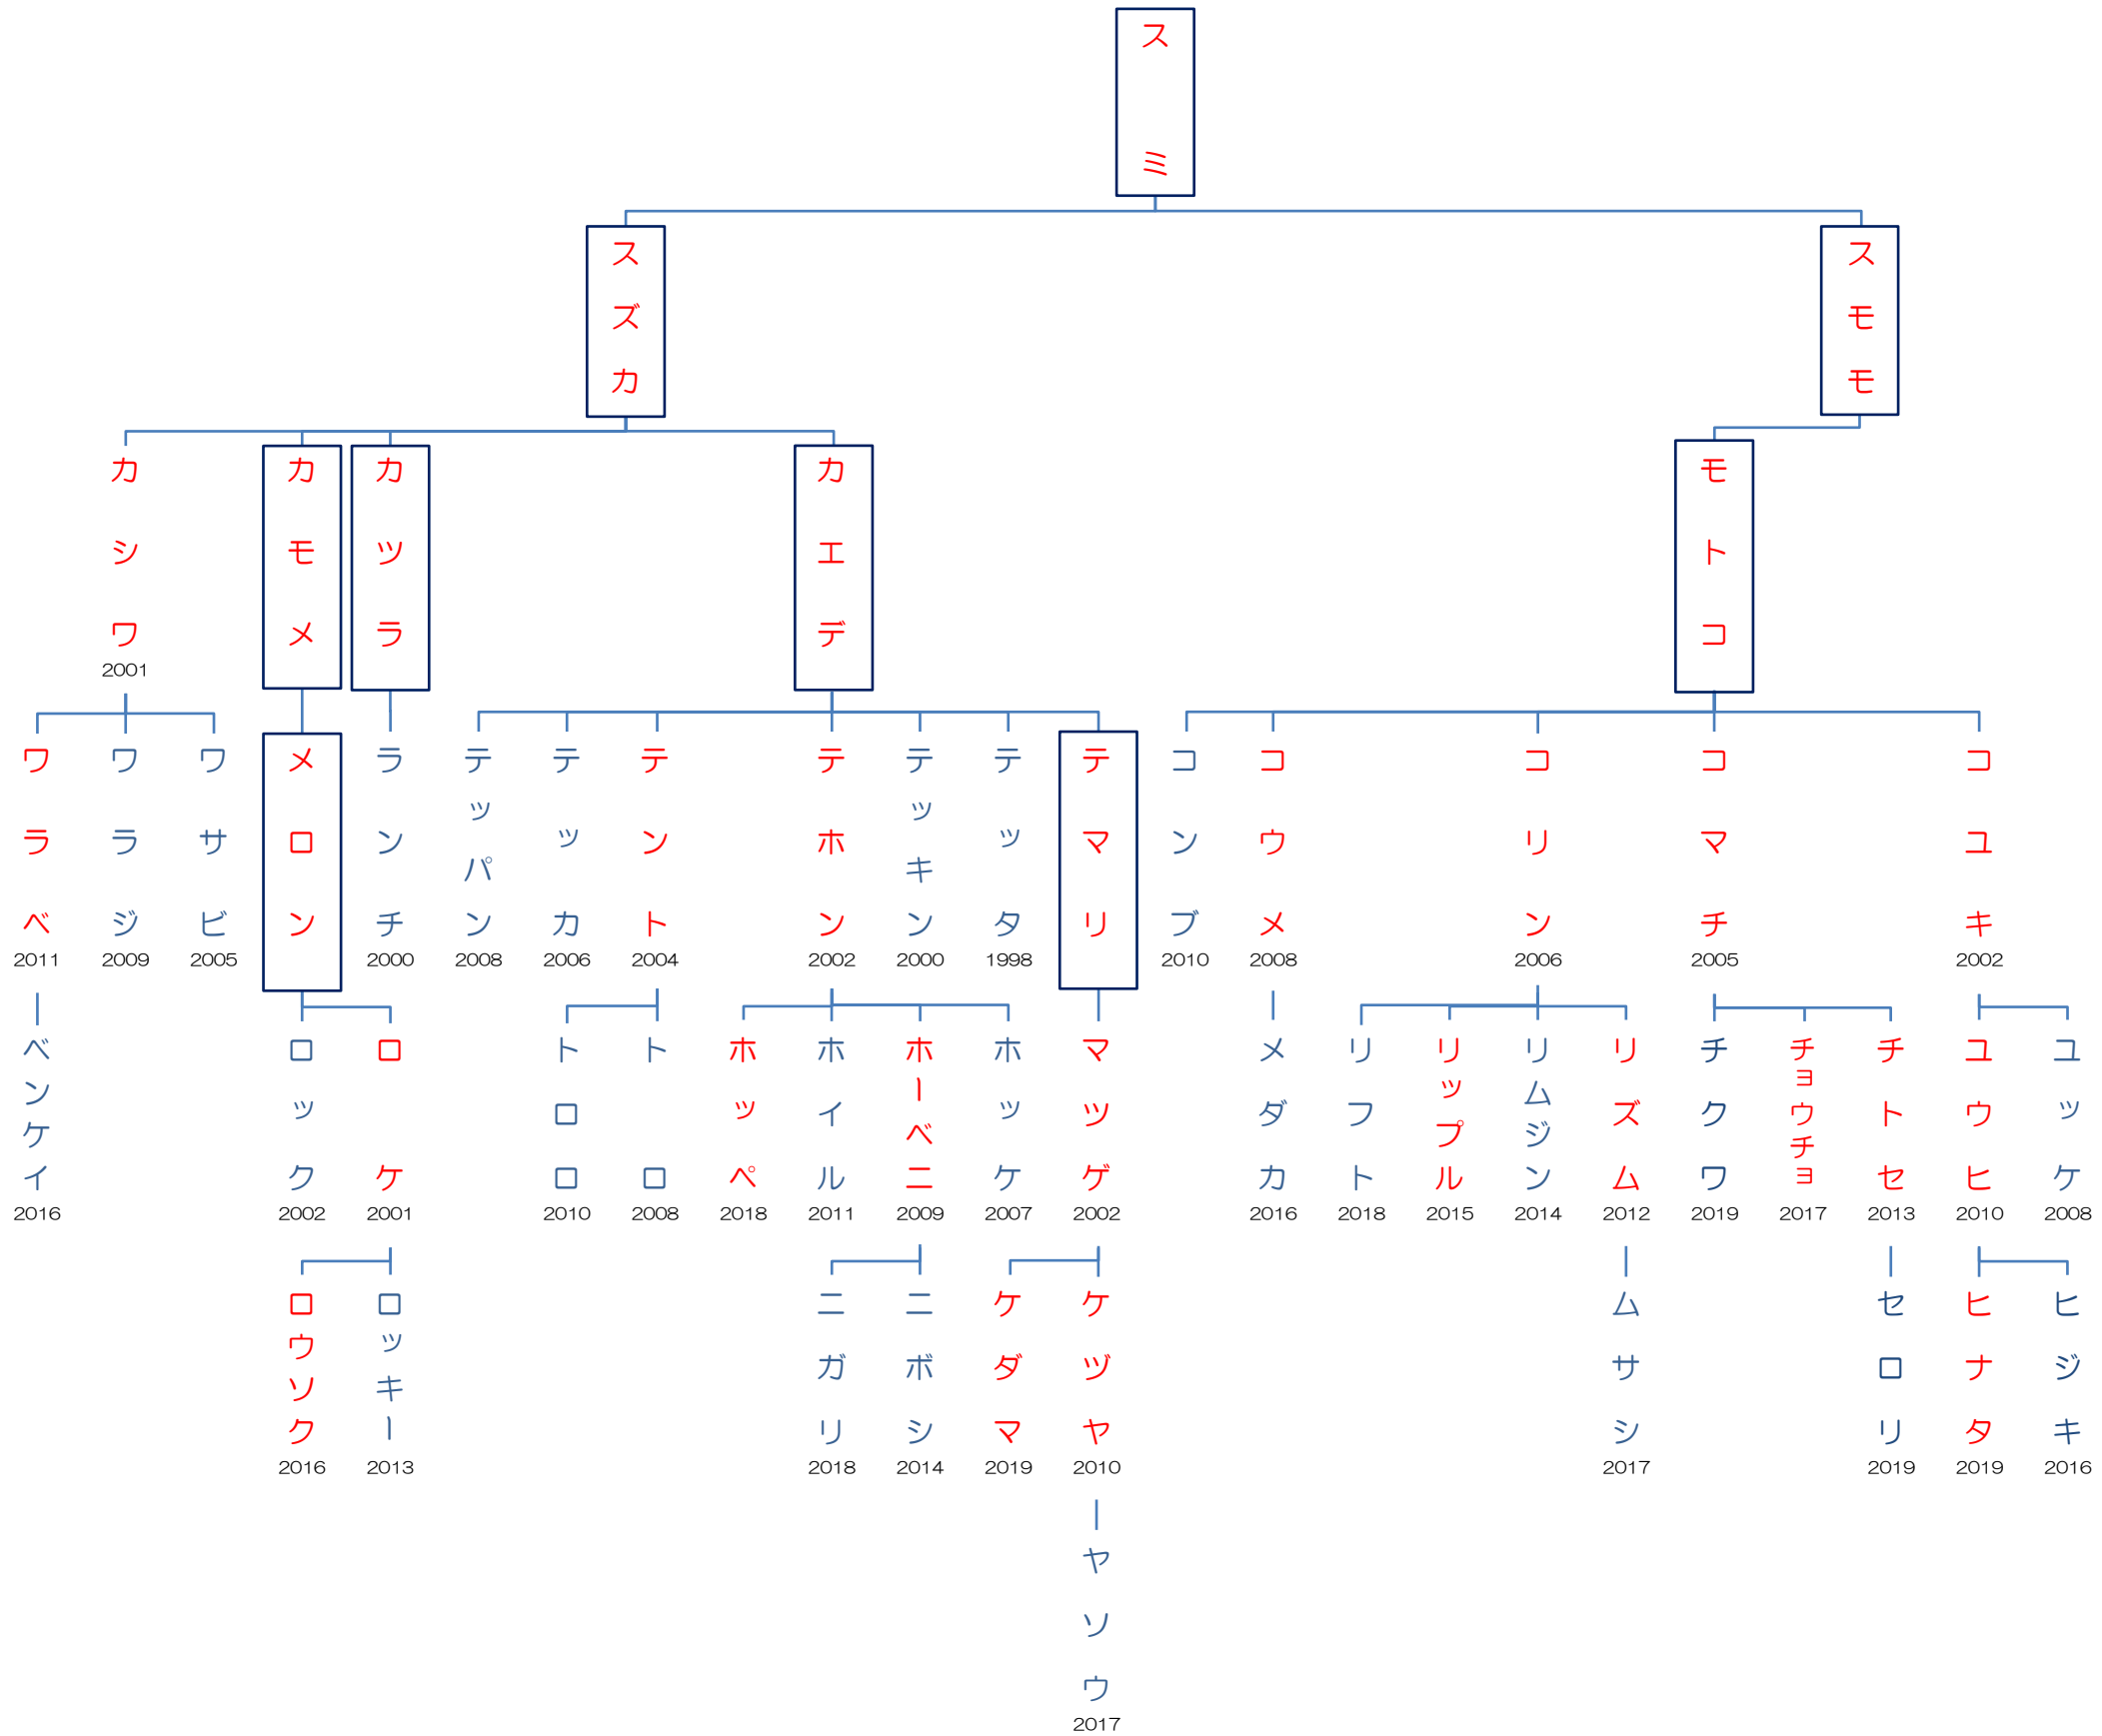 スミ
スズカ
スモモ
カシワ
2001
カモメ
カツラ
カエデ
モトコ
ワラベ
2011
ワラジ
2009
ワサビ
2005
メロン
ランチ
2000
テッパン
2008
テッカ
2006
テント
2004
テホン
2002
テッキン
2000
テッタ
1998
テマリ
コンブ
2010
コウメ
2008
コリン
2006
コマチ
2005
コユキ
2002
ベンケイ
2016
ロック
2002
ロケ
2001
トロロ
2010
トロ
2008
ホッペ
2018
ホイル
2011
ホーベニ
2009
ホッケ
2007
マツゲ
2002
メダカ
2016
リフト
2018
リップル
2015
リムジン
2014
リズム
2012
チクワ
2019
チョウチョ
2017
チトセ
2013
ユウヒ
2010
ユッケ
2008
ロウソク
2016
ロッキー
2013
ニガリ
2018
ニボシ
2014
ケダマ
2019
ケヅヤ
2010
ムサシ
2017
セロリ
2019
ヒナタ
2019
ヒジキ
2016
ヤソウ
2017